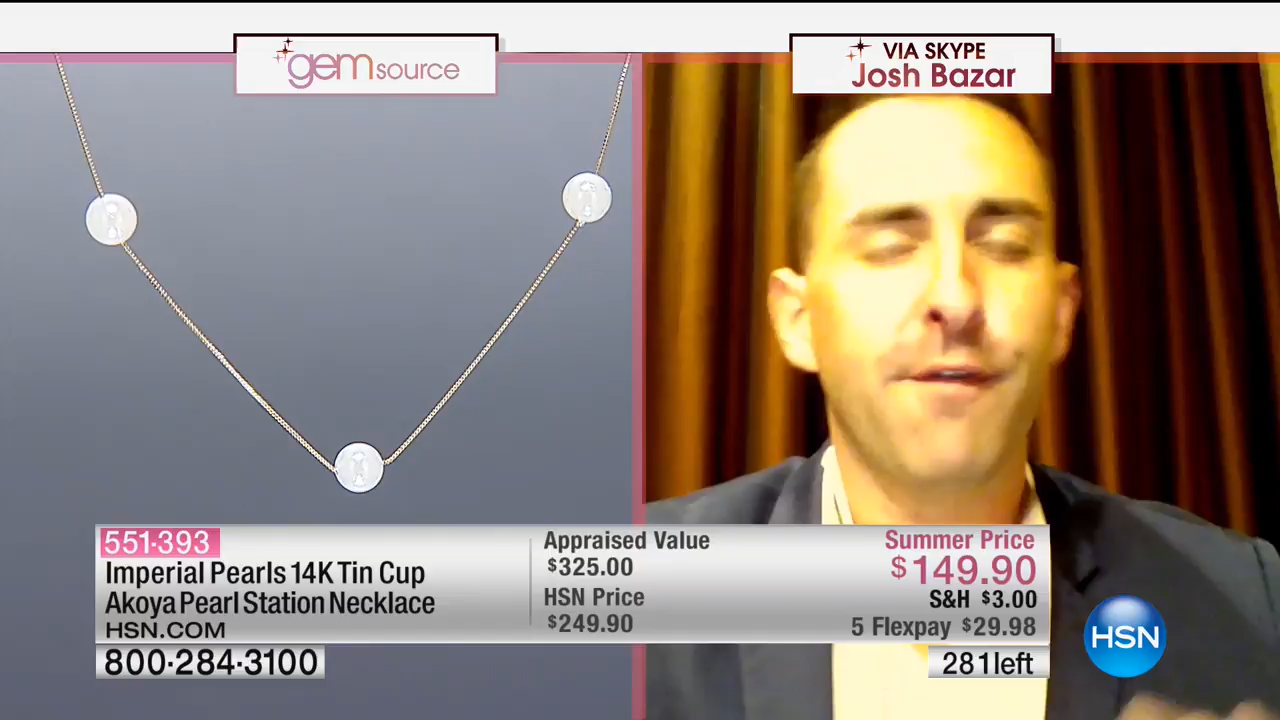 gem source
VIA SKYPE
Josh Bazar
551-393
Imperial Pearls 14K Tin Cup
Akoya Pearl Station Necklace
HSN.COM
800-284-3100
Appraised Value
$325.00
HSN Price
$249.90
Summer Price
$149.90
S&H $3.00
5 Flexpay $29.98
281 left
HSN